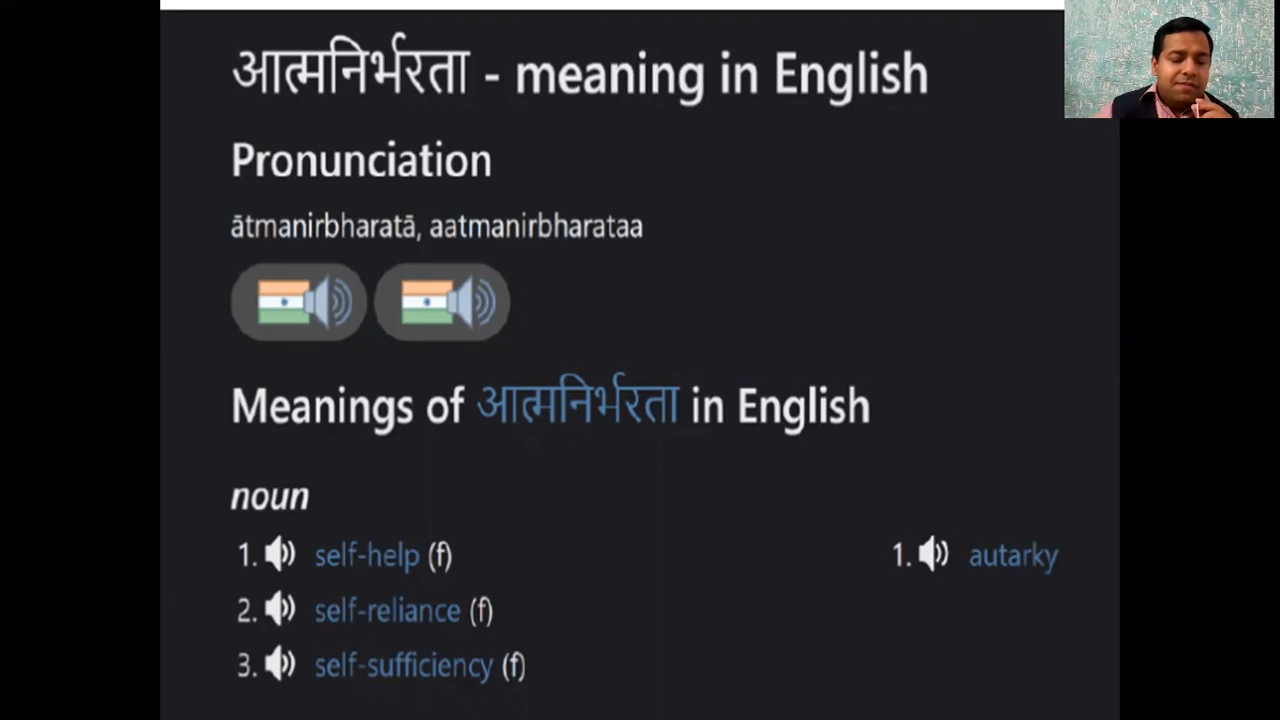 आत्मनिर्भरता - meaning in English
Pronunciation
ātmanirbharatā, aatmanirbharataa
Meanings of आत्मनिर्भरता in English
noun
1. self-help (f)
2. self-reliance (f)
3. self-sufficiency (f)
1. autarky